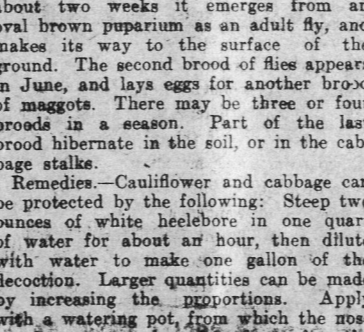 about two weeks it emerges from an
oval brown puparium as an adult fly, and
makes its way to the surface of the
ground. The second brood of flies appear
in June, and lays eggs for another brood
of maggots. There may be three or four
broods in a season. Part of the last
brood hibernate in the soil, or in the cab-
bage stalks.
Remedies.—Cauliflower and cabbage can
be protected by the following: Steep two
ounces of white heelebore in one quart
of water for about an hour, then dilute
with water to make one gallon of the
decoction. Larger quantities can be made
by increasing the proportions. Apply
with a watering pot, from which the nos